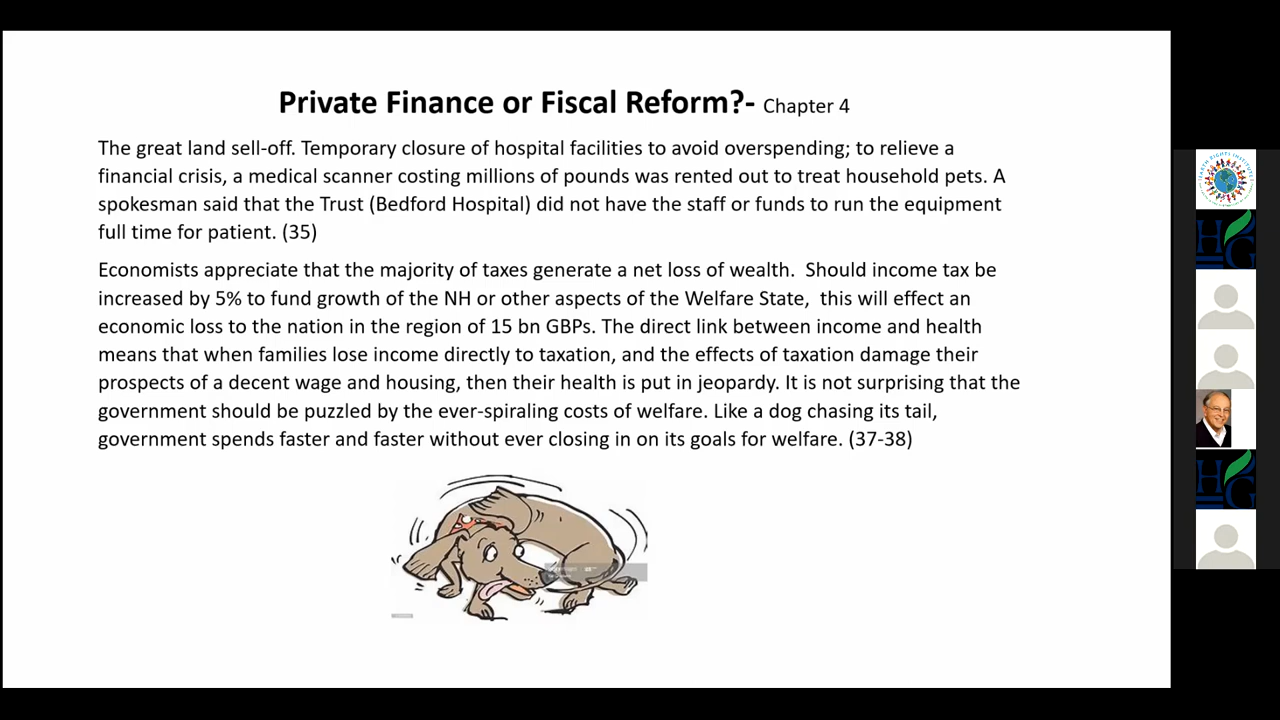 Private Finance or Fiscal Reform?- Chapter 4
The great land sell-off. Temporary closure of hospital facilities to avoid overspending; to relieve a
financial crisis, a medical scanner costing millions of pounds was rented out to treat household pets. A
spokesman said that the Trust (Bedford Hospital) did not have the staff or funds to run the equipment
full time for patient. (35)
Economists appreciate that the majority of taxes generate a net loss of wealth.  Should income tax be
increased by 5% to fund growth of the NH or other aspects of the Welfare State,  this will effect an
economic loss to the nation in the region of 15 bn GBPs. The direct link between income and health
means that when families lose income directly to taxation, and the effects of taxation damage their
prospects of a decent wage and housing, then their health is put in jeopardy. It is not surprising that the
government should be puzzled by the ever-spiraling costs of welfare. Like a dog chasing its tail,
government spends faster and faster without ever closing in on its goals for welfare. (37-38)
EARTH RIGHTS INSTITUTE
H G
H G